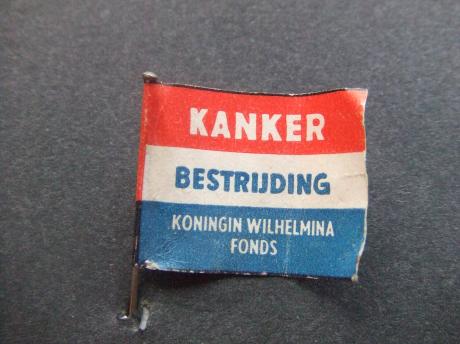 KANKER
BESTRIJDING
KONINGIN WILHELMINA
FONDS